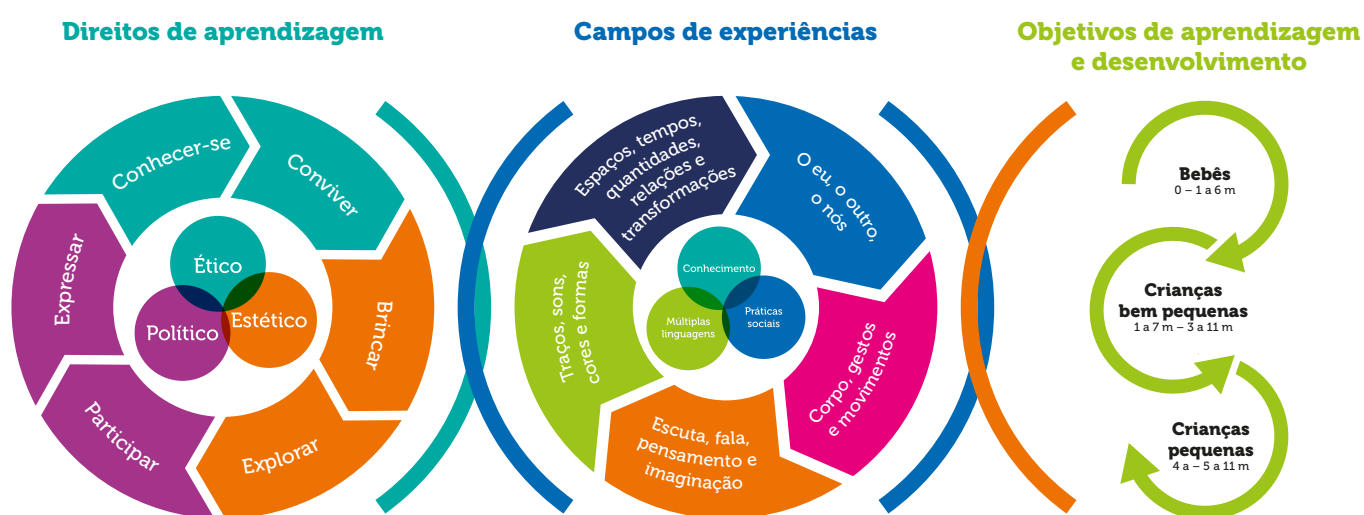 Direitos de aprendizagem
Conhecer-se
Conviver
Brincar
Explorar
Participar
Expressar
Ético
Estético
Político
Campos de experiências
Espaços, tempos,
quantidades,
relações e
transformações
O eu, o outro,
o nós
Corpo, gestos
e movimentos
Escuta, fala,
pensamento e
imaginação
Traços, sons,
cores e formas
Conhecimento
Práticas
sociais
Múltiplas
linguagens
Objetivos de aprendizagem
e desenvolvimento
Bebês
0 – 1 a 6 m
Crianças
bem pequenas
1 a 7 m – 3 a 11 m
Crianças
pequenas
4 a – 5 a 11 m